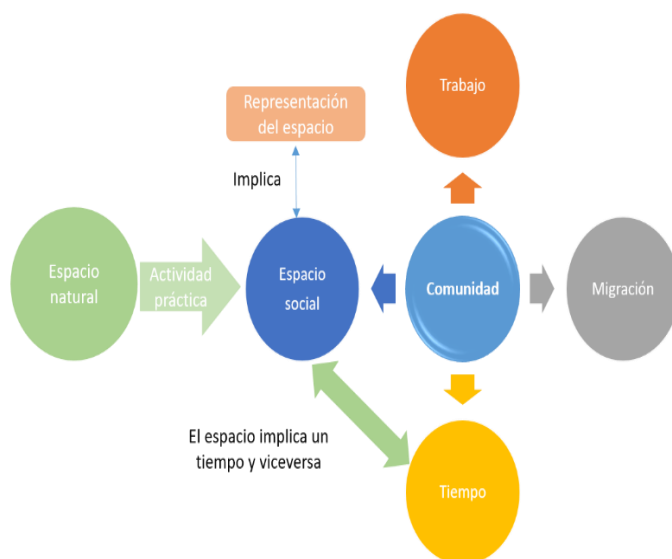 Trabajo
Representación
del espacio
Implica
Espacio
natural
Actividad
práctica
Espacio
social
Comunidad
Migración
El espacio implica un
tiempo y viceversa
Tiempo